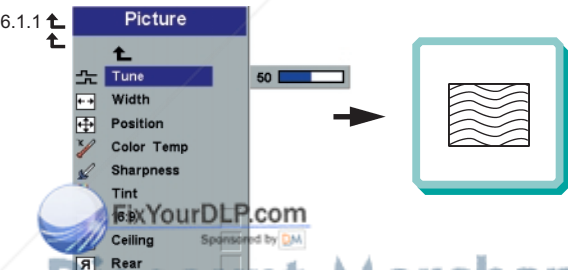 6.1.1
Picture
Tune
50
Width
Position
Color Temp
Sharpness
Tint
16:9
FixYourDLP.com
Ceiling
Sponsored by DM
Rear